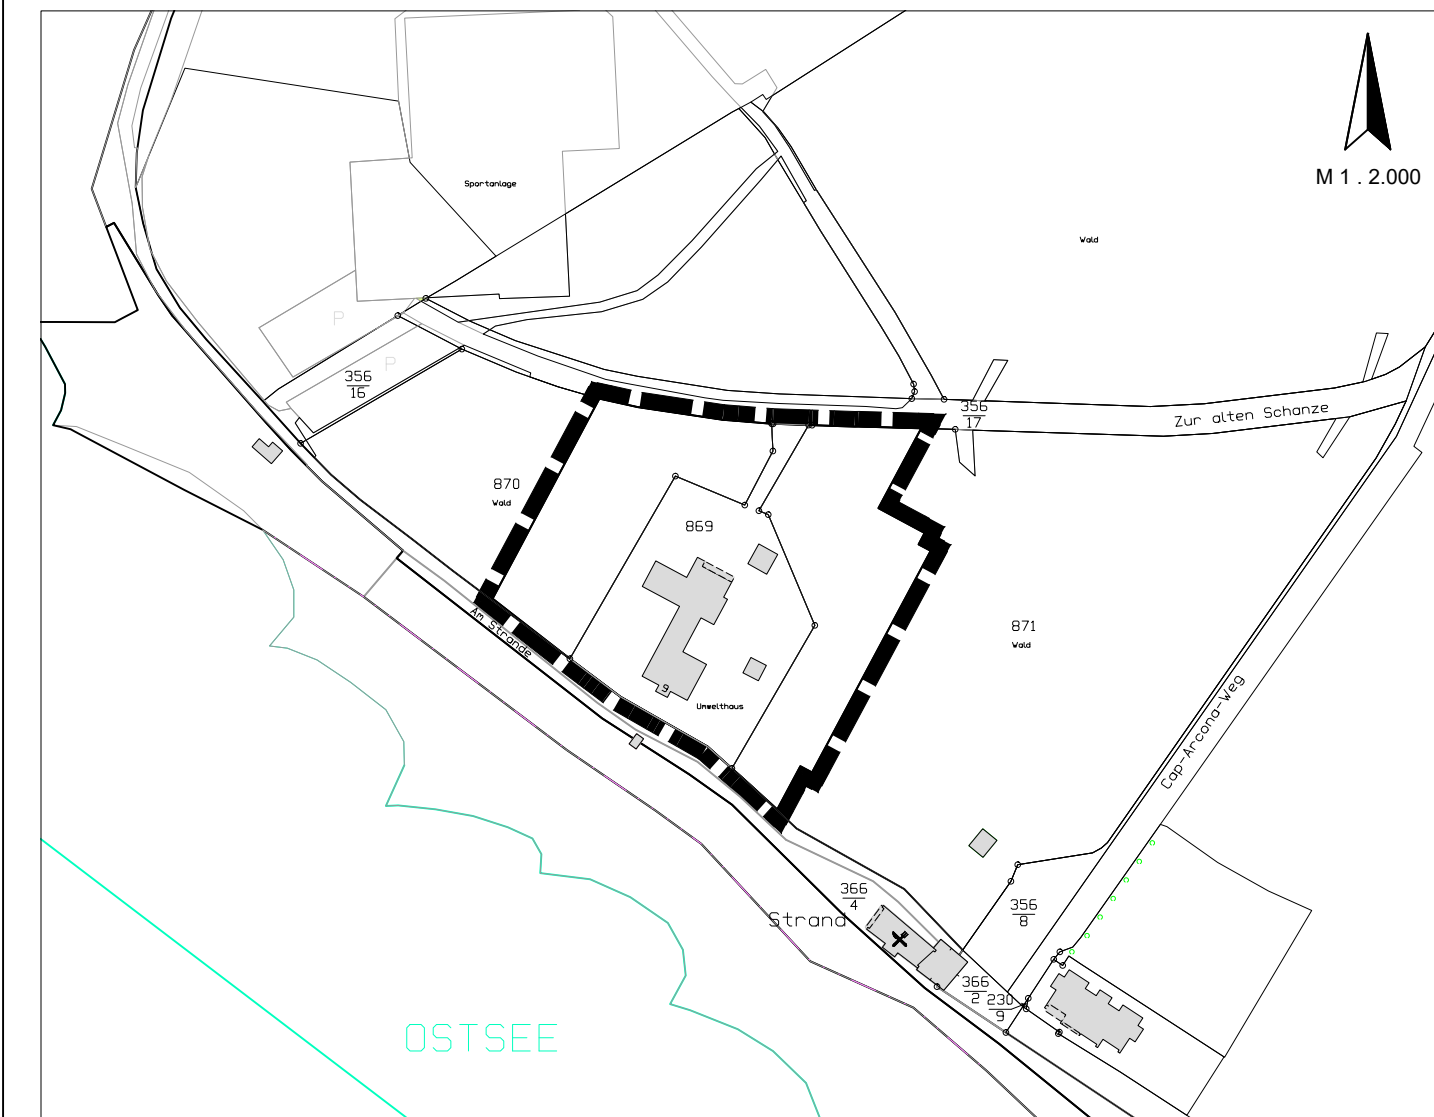 M 1 . 2.000
Sportanlage
Wald
P
P
356
16
356
17
Zur alten Schanze
870
Wald
869
871
Wald
Am Strande
9
Umwelthaus
Cap-Arcona-Weg
366
4
Strand
356
8
366
2
230
9
OSTSEE